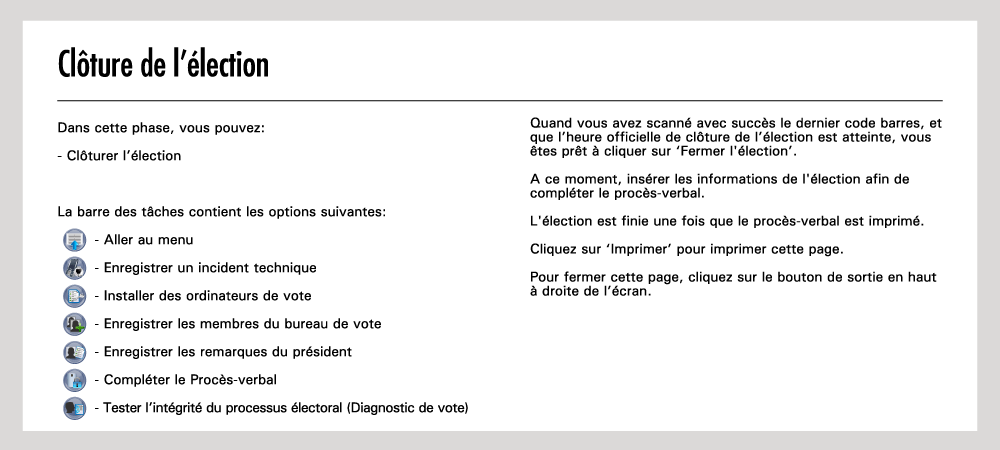 Clôture de l'élection
Dans cette phase, vous pouvez:
- Clôturer l'élection
La barre des tâches contient les options suivantes:
- Aller au menu
- Enregistrer un incident technique
- Installer des ordinateurs de vote
- Enregistrer les membres du bureau de vote
- Enregistrer les remarques du président
- Compléter le Procès-verbal
- Tester l'intégrité du processus électoral (Diagnostic de vote)
Quand vous avez scanné avec succès le dernier code barres, et
que l'heure officielle de clôture de l'élection est atteinte, vous
êtes prêt à cliquer sur 'Fermer l'élection'.
A ce moment, insérer les informations de l'élection afin de
compléter le procès-verbal.
L'élection est finie une fois que le procès-verbal est imprimé.
Cliquez sur 'Imprimer' pour imprimer cette page.
Pour fermer cette page, cliquez sur le bouton de sortie en haut
à droite de l'écran.